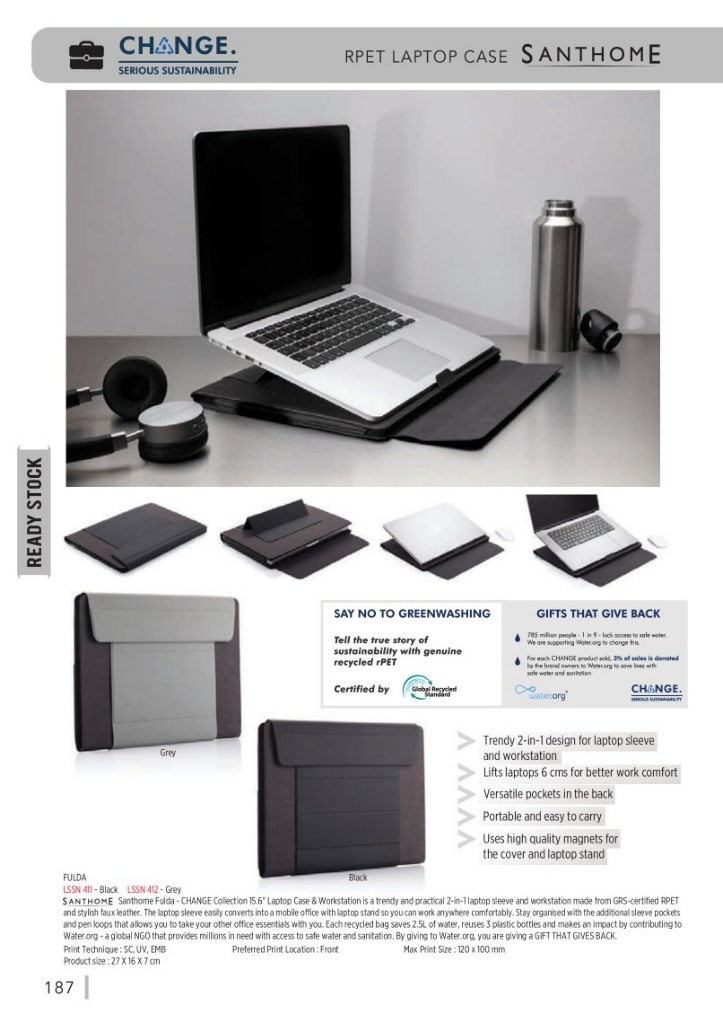 CHANGE.
SERIOUS SUSTAINABILITY
RPET LAPTOP CASE SANTHOME
READY STOCK
SAY NO TO GREENWASHING
Tell the true story of
sustainability with genuine
recycled rPET
Certified by
Global Recycled
Standard
GIFTS THAT GIVE BACK
785 million people - 1 in 9 - lack access to safe water.
We are supporting Water.org to change this.
For each CHANGE product sold, 3% of sales is donated
by the brand owners to Water.org to save lives with
safe water and sanitation
water.org
CHANGE.
SERIOUS SUSTAINABILITY
Grey
Black
Trendy 2-in-1 design for laptop sleeve
and workstation
Lifts laptops 6 cms for better work comfort
Versatile pockets in the back
Portable and easy to carry
Uses high quality magnets for
the cover and laptop stand
FULDA
LSSN 411 - Black LSSN 412 - Grey
SANTHOME Santhome Fulda - CHANGE Collection 15.6" Laptop Case & Workstation is a trendy and practical 2-in-1 laptop sleeve and workstation made from GRS-certified RPET
and stylish faux leather. The laptop sleeve easily converts into a mobile office with laptop stand so you can work anywhere comfortably. Stay organised with the additional sleeve pockets
and pen loops that allows you to take your other office essentials with you. Each recycled bag saves 2.5L of water, reuses 3 plastic bottles and makes an impact by contributing to
Water.org - a global NGO that provides millions in need with access to safe water and sanitation. By giving to Water.org, you are giving a GIFT THAT GIVES BACK.
Print Technique : SC, UV, EMB Preferred Print Location : Front Max Print Size : 120 x 100 mm
Product size : 27 X 16 X 7 cm
187